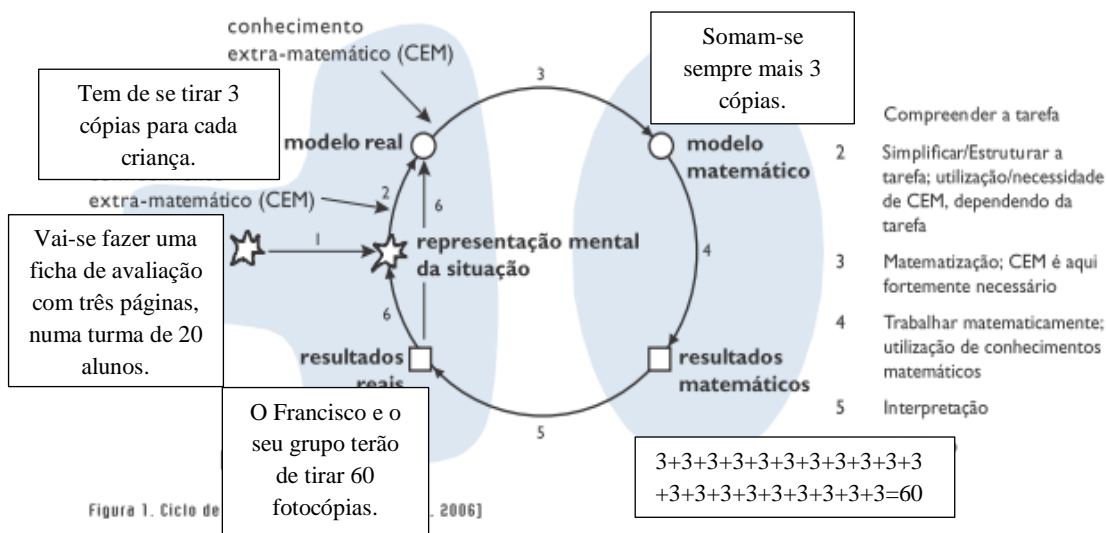 conhecimento
extra-matemático (CEM)
Somam-se
sempre mais 3
cópias.
3
Tem de se tirar 3
cópias para cada
criança.
modelo real
modelo
matemático
Compreender a tarefa
2 Simplificar/Estruturar a
tarefa; utilização/necessidade
de CEM, dependendo da
tarefa
extra-matemático (CEM)
2
6
1
representação mental
da situação
4
Vai-se fazer uma
ficha de avaliação
com três páginas,
numa turma de 20
alunos.
3 Matematização; CEM é aqui
fortemente necessário
4 Trabalhar matematicamente;
utilização de conhecimentos
matemáticos
6
resultados
reais
resultados
matemáticos
5 Interpretação
5
O Francisco e o
seu grupo terão
de tirar 60
fotocópias.
3+3+3+3+3+3+3+3+3+3+3
+3+3+3+3+3+3+3+3+3=60
Figura 1. Ciclo de
, 2006]